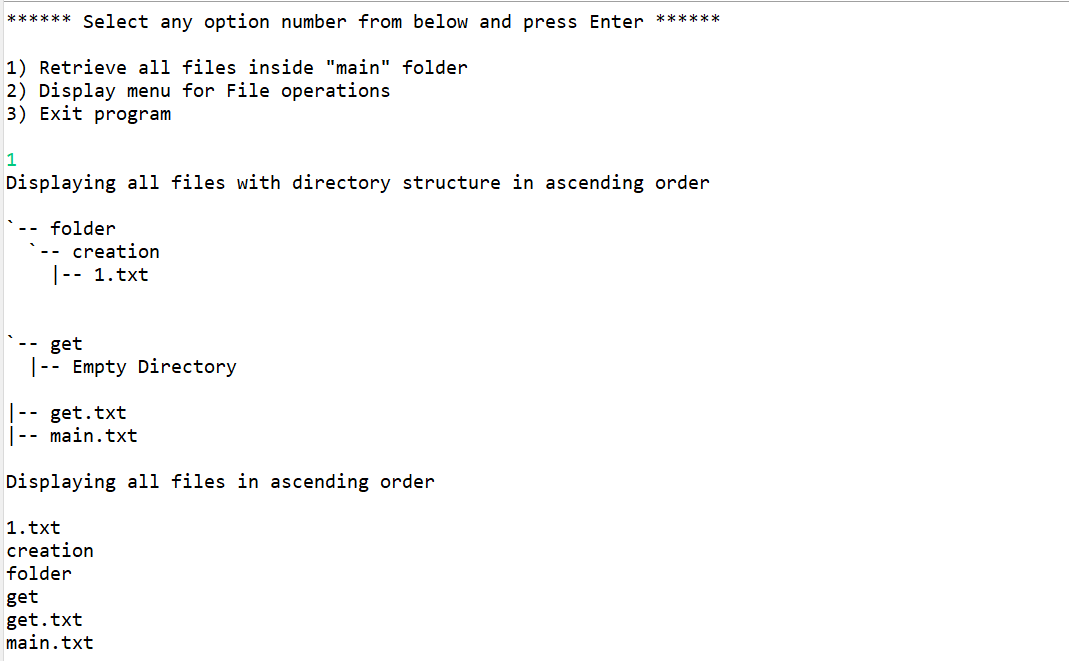 ****** Select any option number from below and press Enter ******
1) Retrieve all files inside "main" folder
2) Display menu for File operations
3) Exit program
1
Displaying all files with directory structure in ascending order
`-- folder
  `-- creation
    |-- 1.txt
`-- get
  |-- Empty Directory
|-- get.txt
|-- main.txt
Displaying all files in ascending order
1.txt
creation
folder
get
get.txt
main.txt